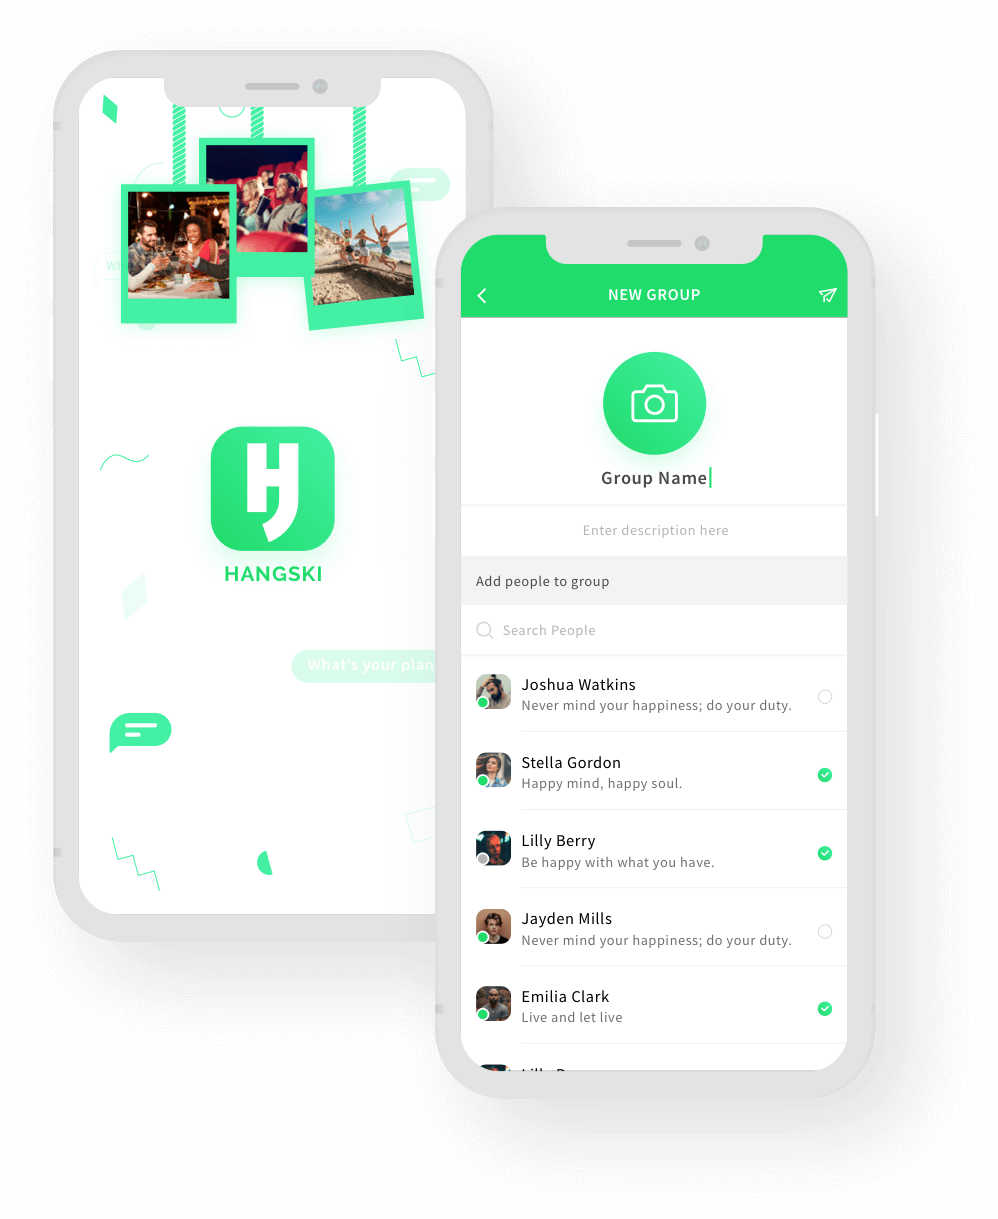 HANGSKI
What's your plan
NEW GROUP
Group Name
Enter description here
Add people to group
Search People
Joshua Watkins
Never mind your happiness; do your duty.
Stella Gordon
Happy mind, happy soul.
Lilly Berry
Be happy with what you have.
Jayden Mills
Never mind your happiness; do your duty.
Emilia Clark
Live and let live